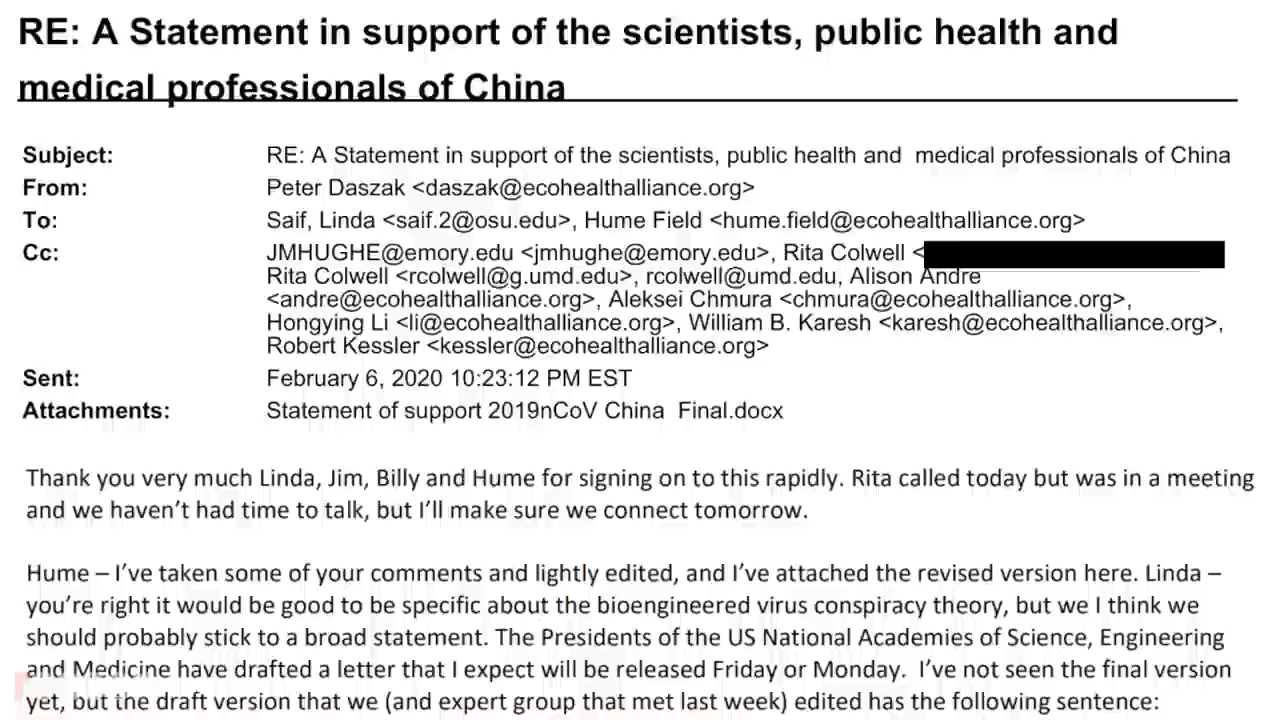 RE: A Statement in support of the scientists, public health and
medical professionals of China
Subject: RE: A Statement in support of the scientists, public health and  medical professionals of China
From: Peter Daszak <daszak@ecohealthalliance.org>
To: Saif, Linda <saif.2@osu.edu>, Hume Field <hume.field@ecohealthalliance.org>
Cc: JMHUGHE@emory.edu <jmhughe@emory.edu>, Rita Colwell <
Rita Colwell <rcolwell@g.umd.edu>, rcolwell@umd.edu, Alison Andre
<andre@ecohealthalliance.org>, Aleksei Chmura <chmura@ecohealthalliance.org>,
Hongying Li <li@ecohealthalliance.org>, William B. Karesh <karesh@ecohealthalliance.org>,
Robert Kessler <kessler@ecohealthalliance.org>
Sent: February 6, 2020 10:23:12 PM EST
Attachments: Statement of support 2019nCoV China  Final.docx
Thank you very much Linda, Jim, Billy and Hume for signing on to this rapidly. Rita called today but was in a meeting
and we haven't had time to talk, but I'll make sure we connect tomorrow.
Hume – I've taken some of your comments and lightly edited, and I've attached the revised version here. Linda –
you're right it would be good to be specific about the bioengineered virus conspiracy theory, but we I think we
should probably stick to a broad statement. The Presidents of the US National Academies of Science, Engineering
and Medicine have drafted a letter that I expect will be released Friday or Monday.  I've not seen the final version
yet, but the draft version that we (and expert group that met last week) edited has the following sentence: